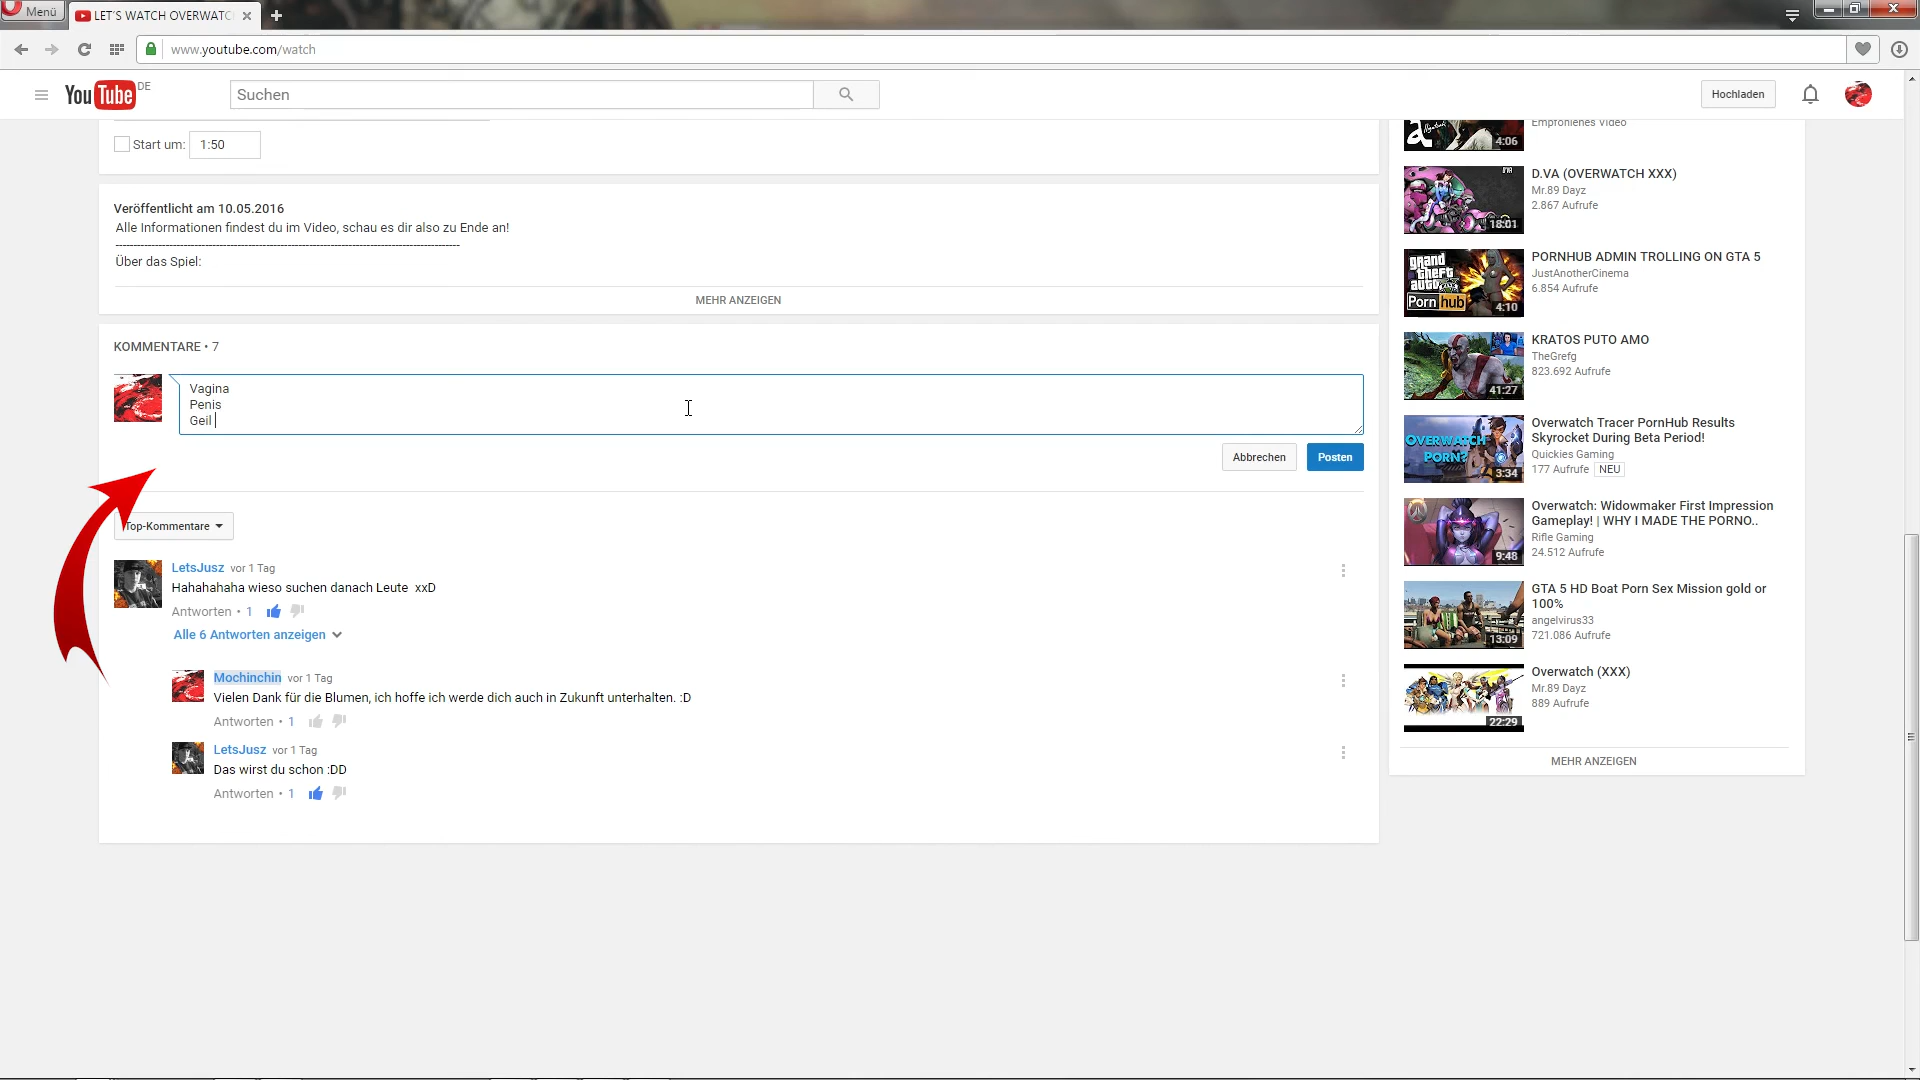 Menü
LET'S WATCH OVERWATC
www.youtube.com/watch
YouTube DE
Suchen
Hochladen
Start um: 1:50
Veröffentlicht am 10.05.2016
Alle Informationen findest du im Video, schau es dir also zu Ende an!
Über das Spiel:
MEHR ANZEIGEN
KOMMENTARE • 7
Vagina
Penis
Geil
Abbrechen
Posten
Top-Kommentare
LetsJusz vor 1 Tag
Hahahahaha wieso suchen danach Leute xxD
Antworten • 1
Alle 6 Antworten anzeigen
Mochinchin vor 1 Tag
Vielen Dank für die Blumen, ich hoffe ich werde dich auch in Zukunft unterhalten. :D
Antworten • 1
LetsJusz vor 1 Tag
Das wirst du schon :DD
Antworten • 1
Empfohlenes Video
4:06
D.VA (OVERWATCH XXX)
Mr.89 Dayz
2.867 Aufrufe
18:01
PORNHUB ADMIN TROLLING ON GTA 5
JustAnotherCinema
6.854 Aufrufe
grand
theft
auto
Porn hub
4:10
KRATOS PUTO AMO
TheGrefg
823.692 Aufrufe
41:27
Overwatch Tracer PornHub Results
Skyrocket During Beta Period!
Quickies Gaming
177 Aufrufe NEU
OVERWATCH
PORN?
3:34
Overwatch: Widowmaker First Impression
Gameplay! | WHY I MADE THE PORNO..
Rifle Gaming
24.512 Aufrufe
9:48
GTA 5 HD Boat Porn Sex Mission gold or
100%
angelvirus33
721.086 Aufrufe
13:09
Overwatch (XXX)
Mr.89 Dayz
889 Aufrufe
22:29
MEHR ANZEIGEN